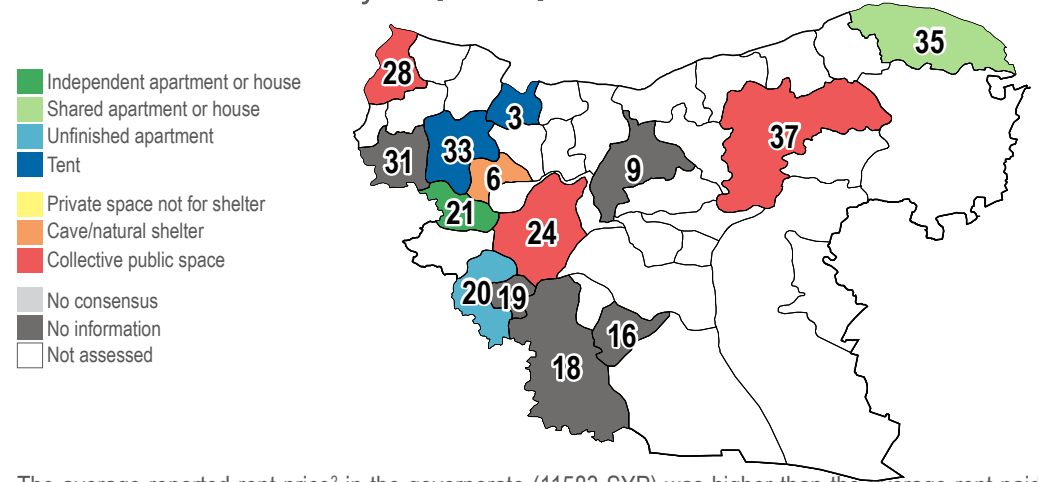 Independent apartment or house
Shared apartment or house
Unfinished apartment
Tent
Private space not for shelter
Cave/natural shelter
Collective public space
No consensus
No information
Not assessed
35
28
3
37
33
31
9
6
21
24
20
19
16
18